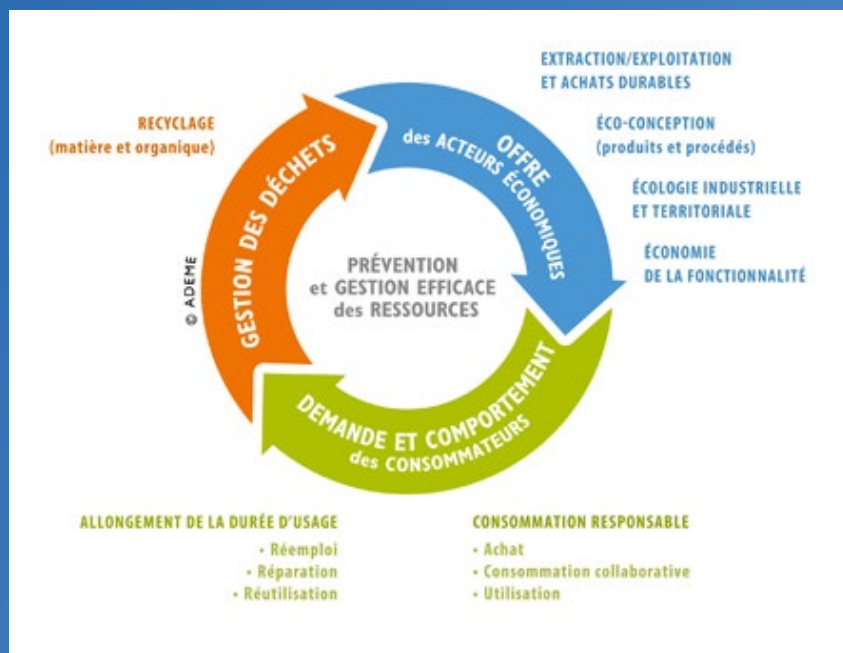 EXTRACTION/EXPLOITATION
ET ACHATS DURABLES
RECYCLAGE
(matière et organique)
ÉCO-CONCEPTION
(produits et procédés)
ÉCOLOGIE INDUSTRIELLE
ET TERRITORIALE
ÉCONOMIE
DE LA FONCTIONNALITÉ
OFFRE
des ACTEURS ÉCONOMIQUES
GESTION DES DÉCHETS
PRÉVENTION
et GESTION EFFICACE
des RESSOURCES
© ADEME
DEMANDE ET COMPORTEMENT
des CONSOMMATEURS
ALLONGEMENT DE LA DURÉE D'USAGE
• Réemploi
• Réparation
• Réutilisation
CONSOMMATION RESPONSABLE
• Achat
• Consommation collaborative
• Utilisation